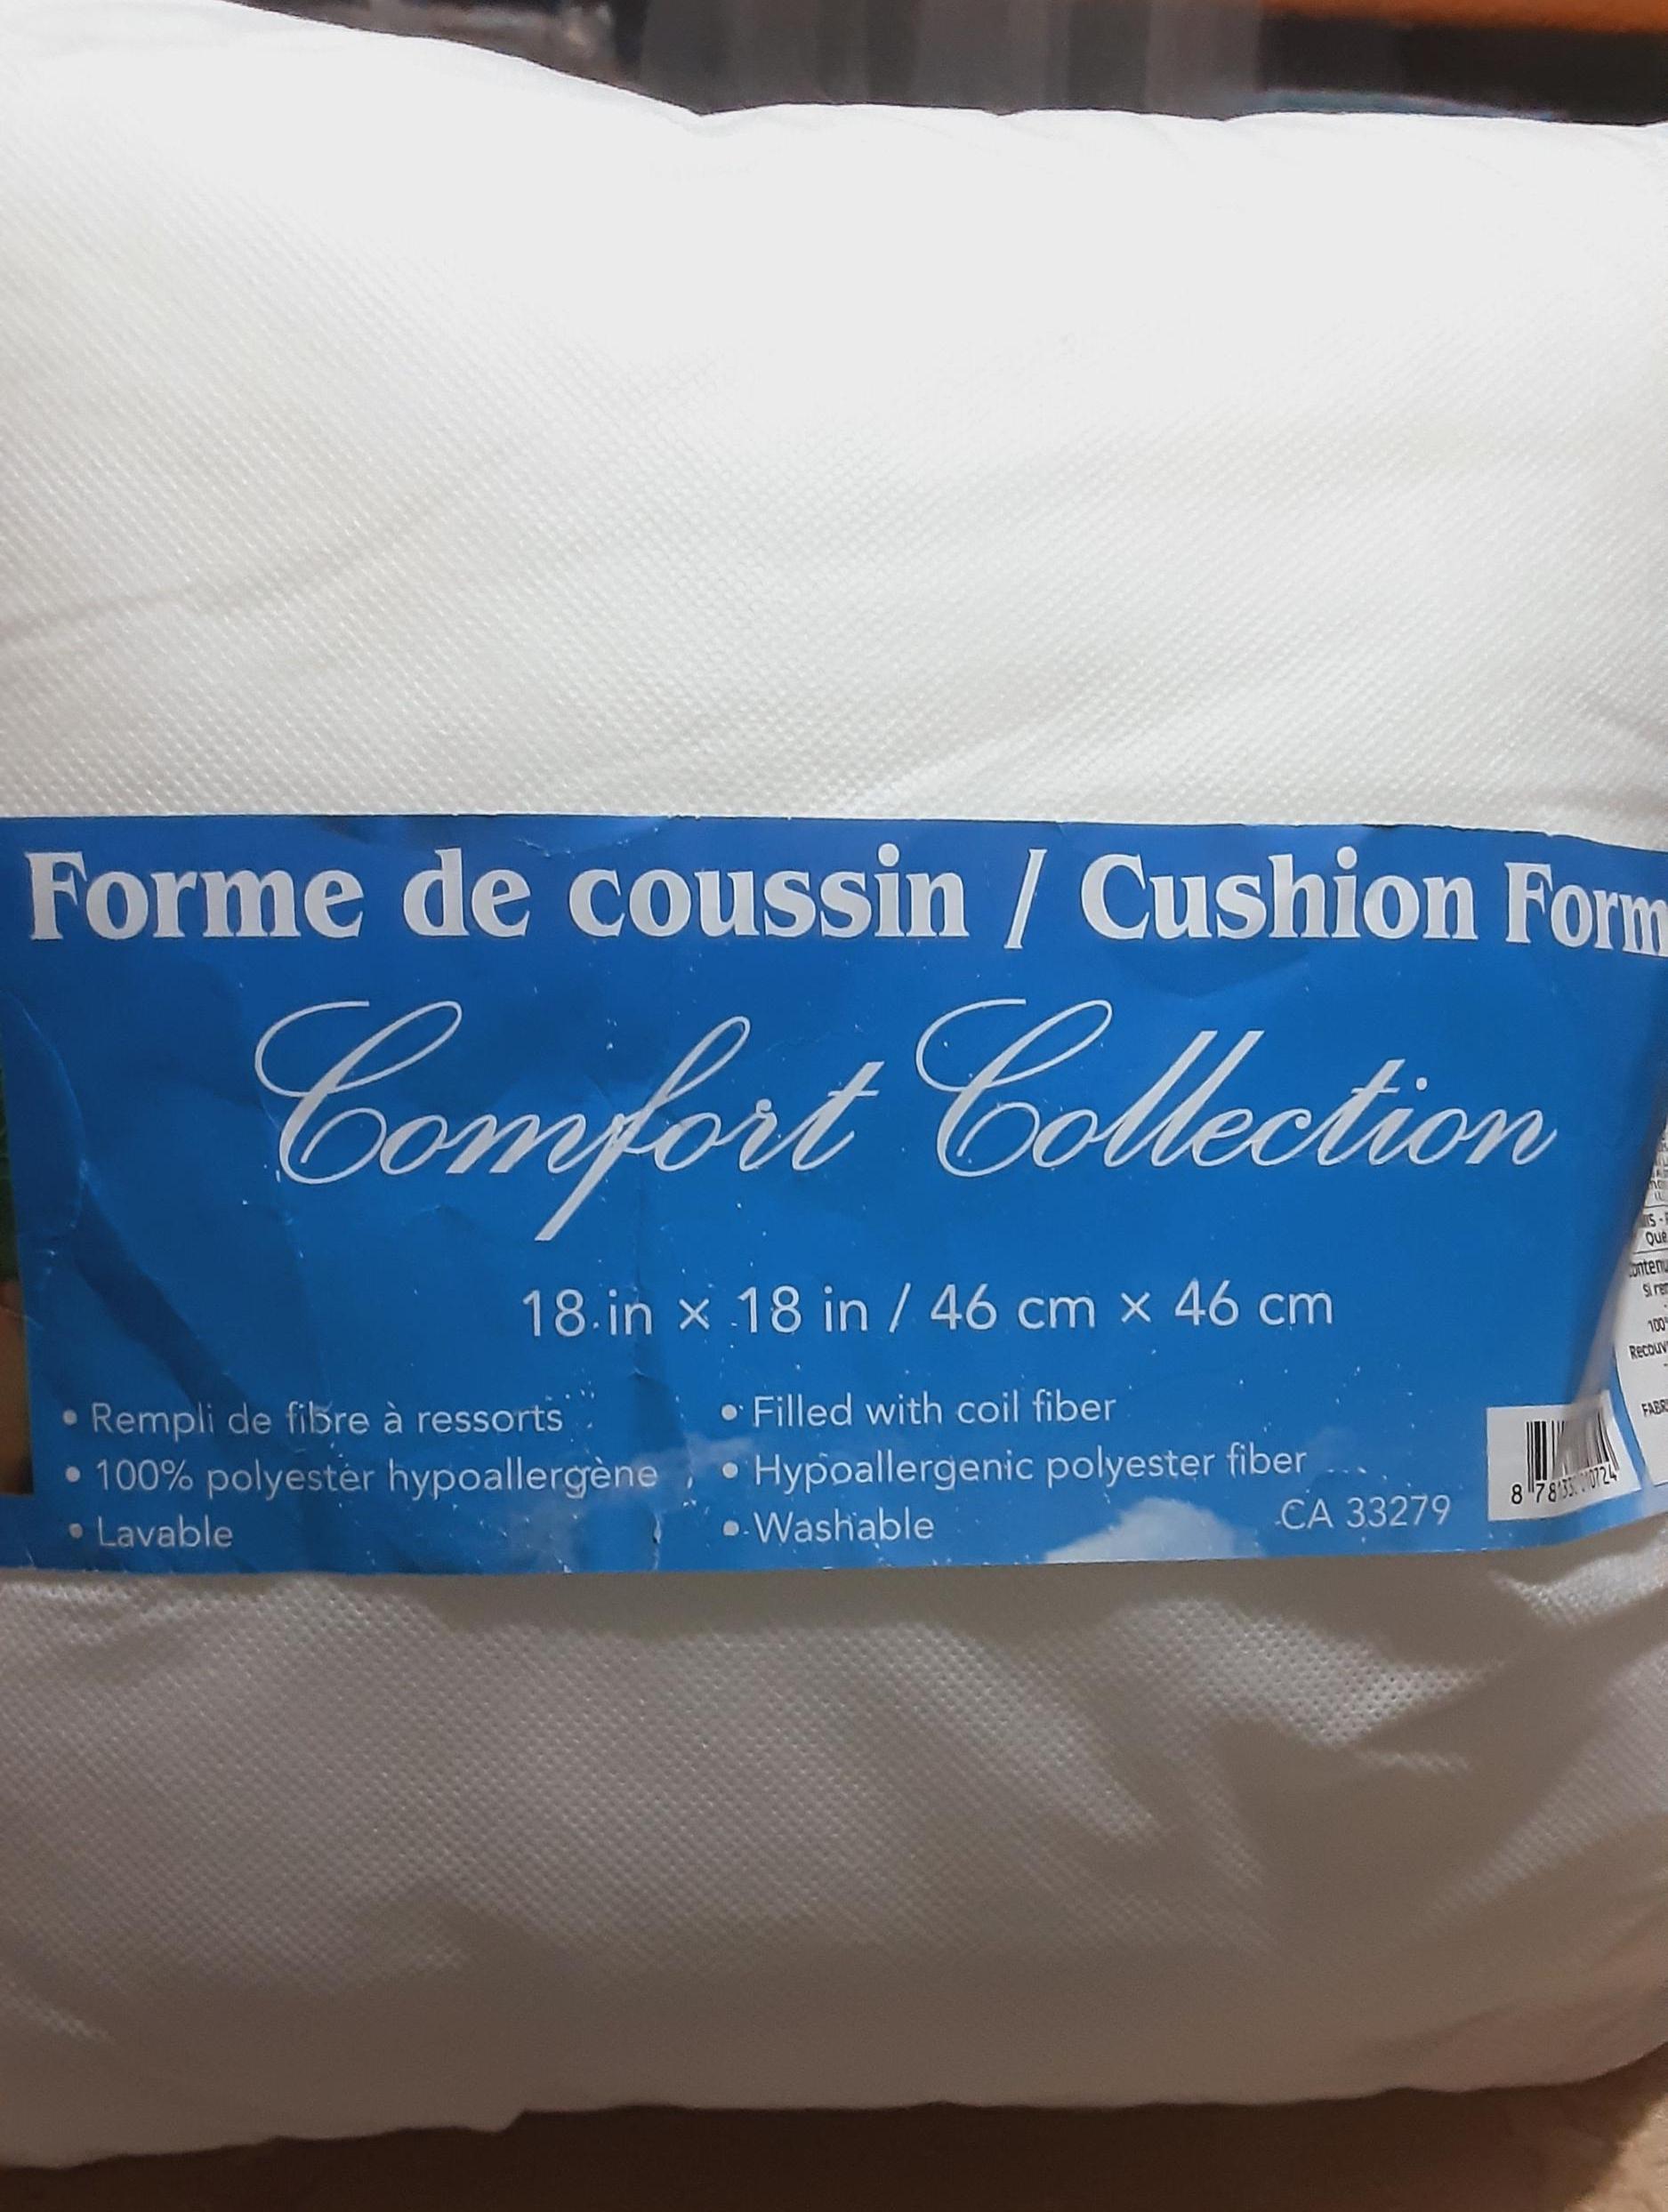 Forme de coussin / Cushion Form
Comfort Collection
18 in × 18 in / 46 cm × 46 cm
• Rempli de fibre à ressorts
• 100% polyester hypoallergène
• Lavable
• Filled with coil fiber
• Hypoallergenic polyester fiber
• Washable
CA 33279